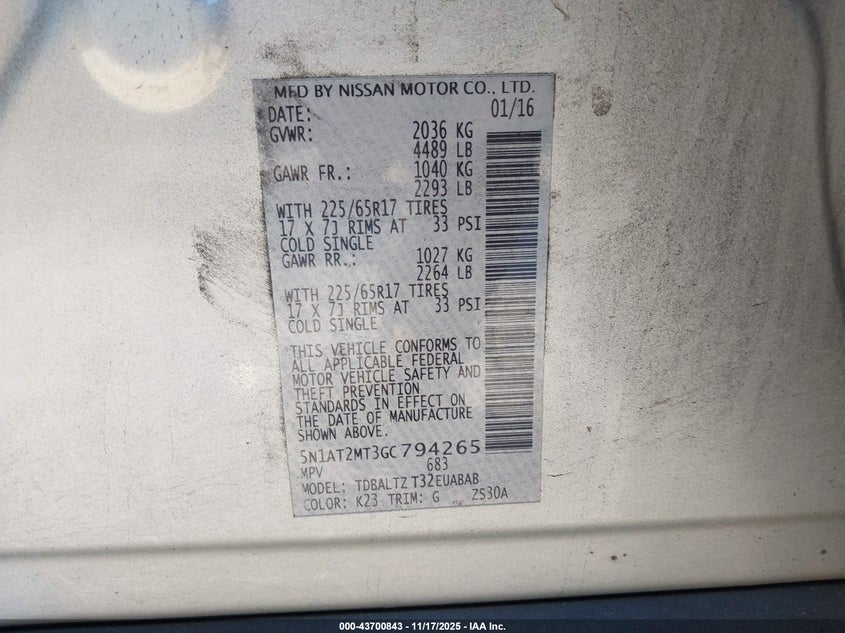 MFD BY NISSAN MOTOR CO., LTD.
DATE: 01/16
GVWR: 2036 KG
4489 LB
GAWR FR.: 1040 KG
2293 LB
WITH 225/65R17 TIRES
17 X 7J RIMS AT 33 PSI
COLD SINGLE
GAWR RR.: 1027 KG
2264 LB
WITH 225/65R17 TIRES
17 X 7J RIMS AT 33 PSI
COLD SINGLE
THIS VEHICLE CONFORMS TO
ALL APPLICABLE FEDERAL
MOTOR VEHICLE SAFETY AND
THEFT PREVENTION
STANDARDS IN EFFECT ON
THE DATE OF MANUFACTURE
SHOWN ABOVE.
5N1AT2MT3GC794265
MPV 683
MODEL: TDBALTZ T32EUABAB
COLOR: K23 TRIM: G ZS30A
000-43700843 - 11/17/2025 - IAA Inc.